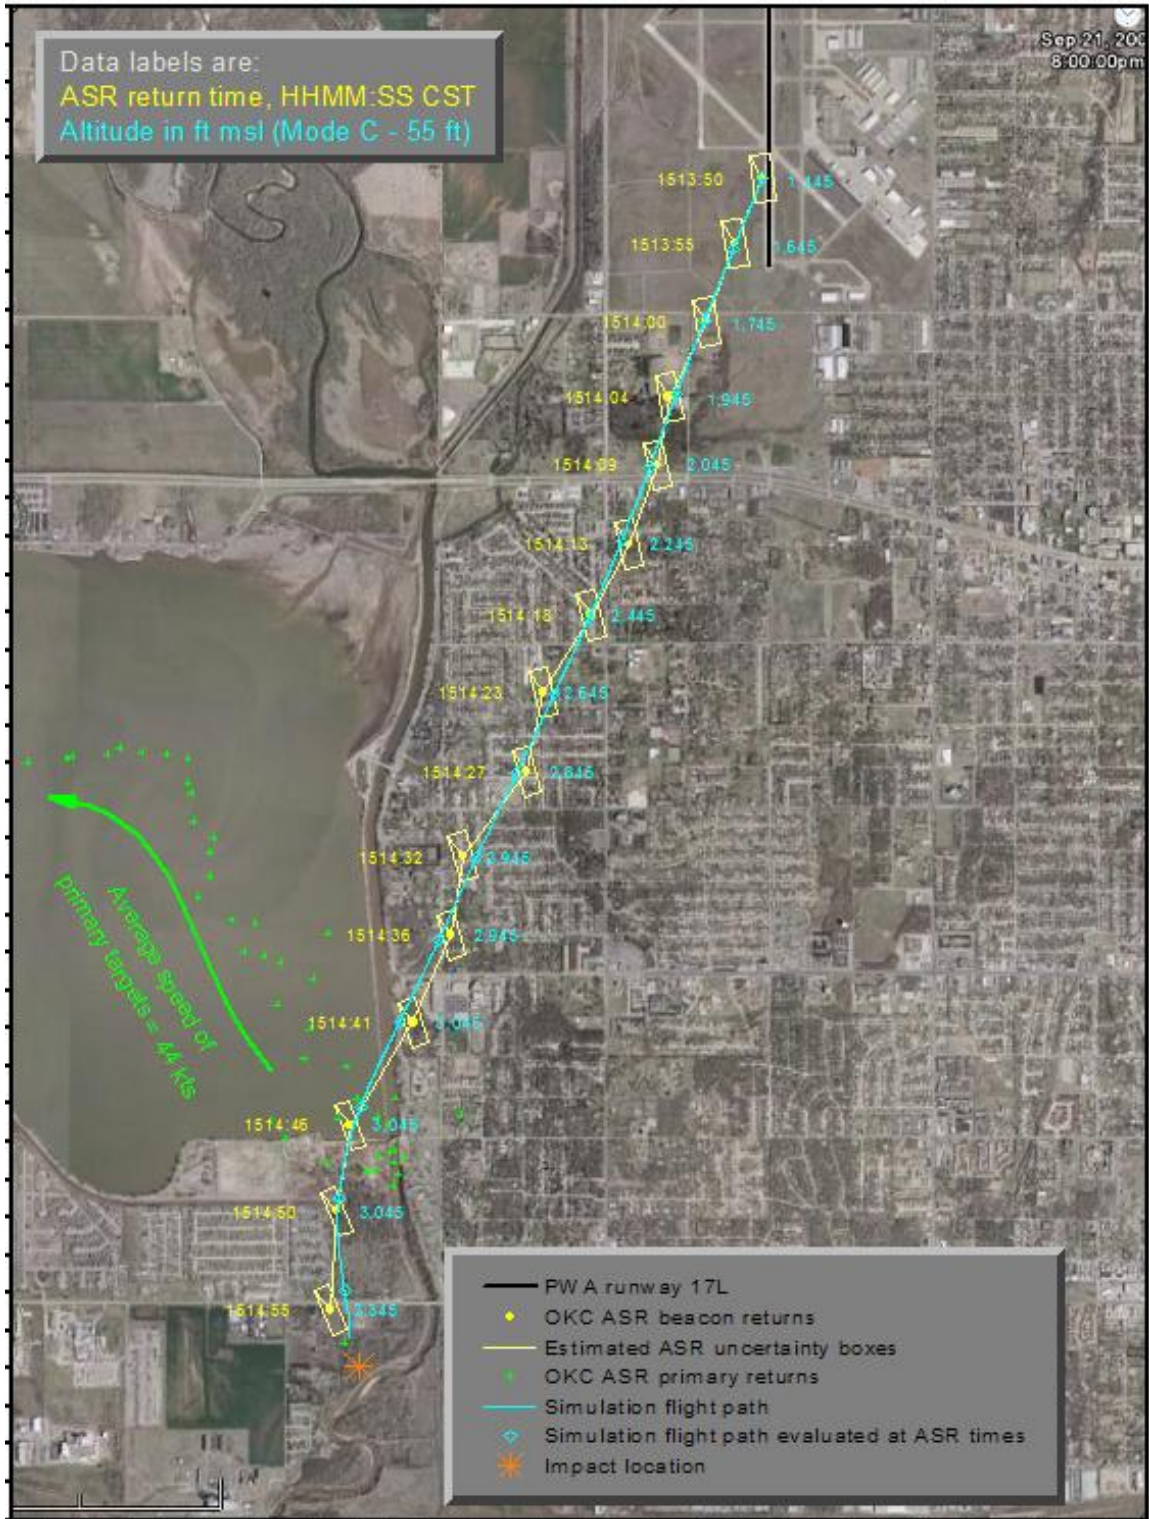 Sep 21, 200
8:00:00pm
Data labels are:
ASR return time, HHMM:SS CST
Altitude in ft msl (Mode C - 55 ft)
1513:50 1,445
1513:55 1,645
1514:00 1,745
1514:04 1,945
1514:09 2,045
1514:13 2,245
1514:18 2,445
1514:23 2,645
1514:27 2,845
1514:32 2,945
1514:36 2,945
1514:41 3,045
1514:46 3,045
1514:50 3,045
1514:55
Average speed of
primary targets = 44 kts
PWA runway 17L
OKC ASR beacon returns
Estimated ASR uncertainty boxes
OKC ASR primary returns
Simulation flight path
Simulation flight path evaluated at ASR times
Impact location